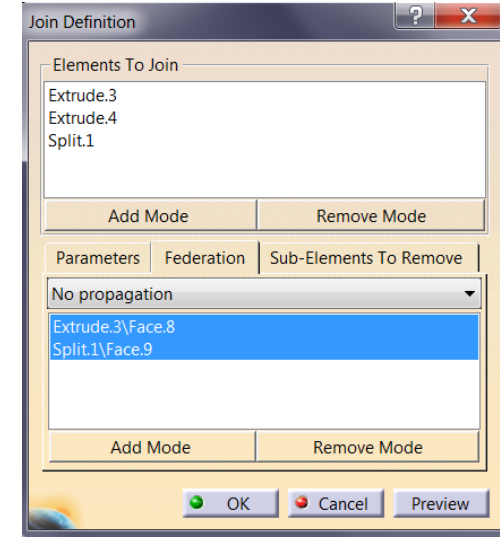 Join Definition
?
X
Elements To Join
Extrude.3
Extrude.4
Split.1
Add Mode Remove Mode
Parameters Federation Sub-Elements To Remove
No propagation
Extrude.3\Face.8
Split.1\Face.9
Add Mode Remove Mode
OK Cancel Preview